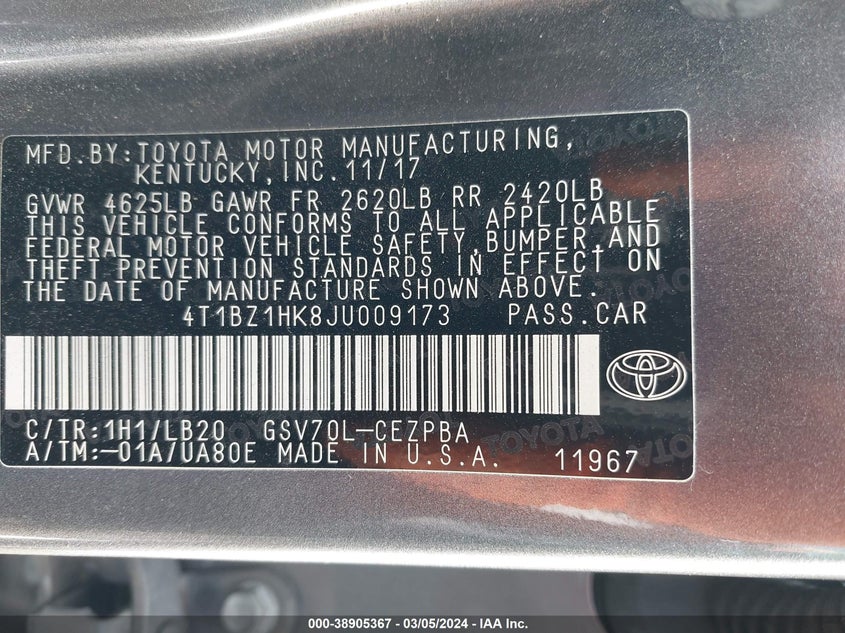 MFD.BY:TOYOTA MOTOR MANUFACTURING,
KENTUCKY,INC.11/17
GVWR 4625LB GAWR FR 2620LB RR 2420LB
THIS VEHICLE CONFORMS TO ALL APPLICABLE
FEDERAL MOTOR VEHICLE SAFETY,BUMPER,AND
THEFT PREVENTION STANDARDS IN EFFECT ON
THE DATE OF MANUFACTURE SHOWN ABOVE.
4T1BZ1HK8JU009173 PASS.CAR
C/TR:1H1/LB20 GSV70L-CEZPBA
A/TM:-01A/UA80E MADE IN U.S.A. 11967
000-38905367 - 03/05/2024 - IAA Inc.